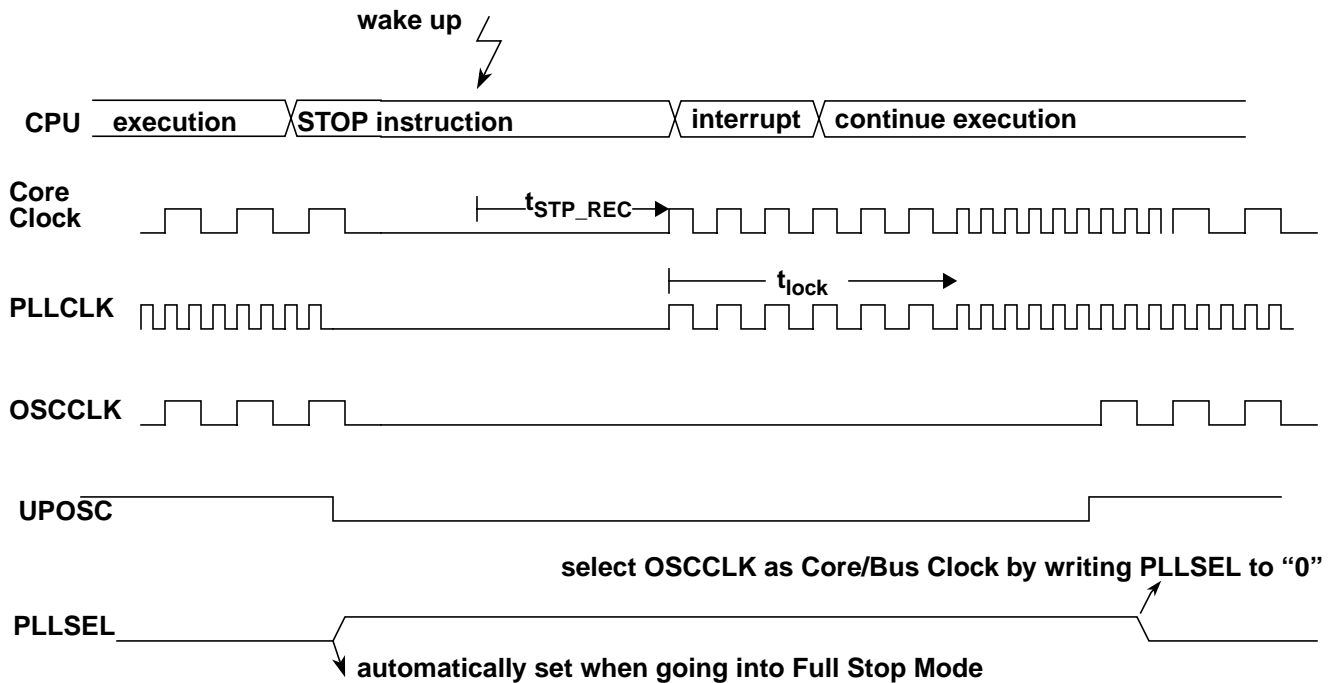 wake up
CPU execution STOP instruction interrupt continue execution
Core
Clock
tSTP_REC
tlock
PLLCLK
OSCCLK
UPOSC
select OSCCLK as Core/Bus Clock by writing PLLSEL to “0”
PLLSEL
automatically set when going into Full Stop Mode